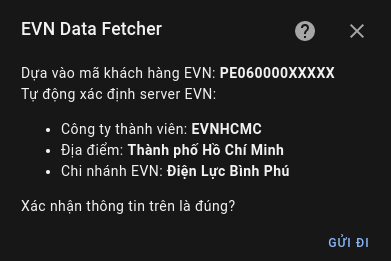 EVN Data Fetcher
Dựa vào mã khách hàng EVN: PE060000XXXXX
Tự động xác định server EVN:
• Công ty thành viên: EVNHCMC
• Địa điểm: Thành phố Hồ Chí Minh
• Chi nhánh EVN: Điện Lực Bình Phú
Xác nhận thông tin trên là đúng?
GỬI ĐI